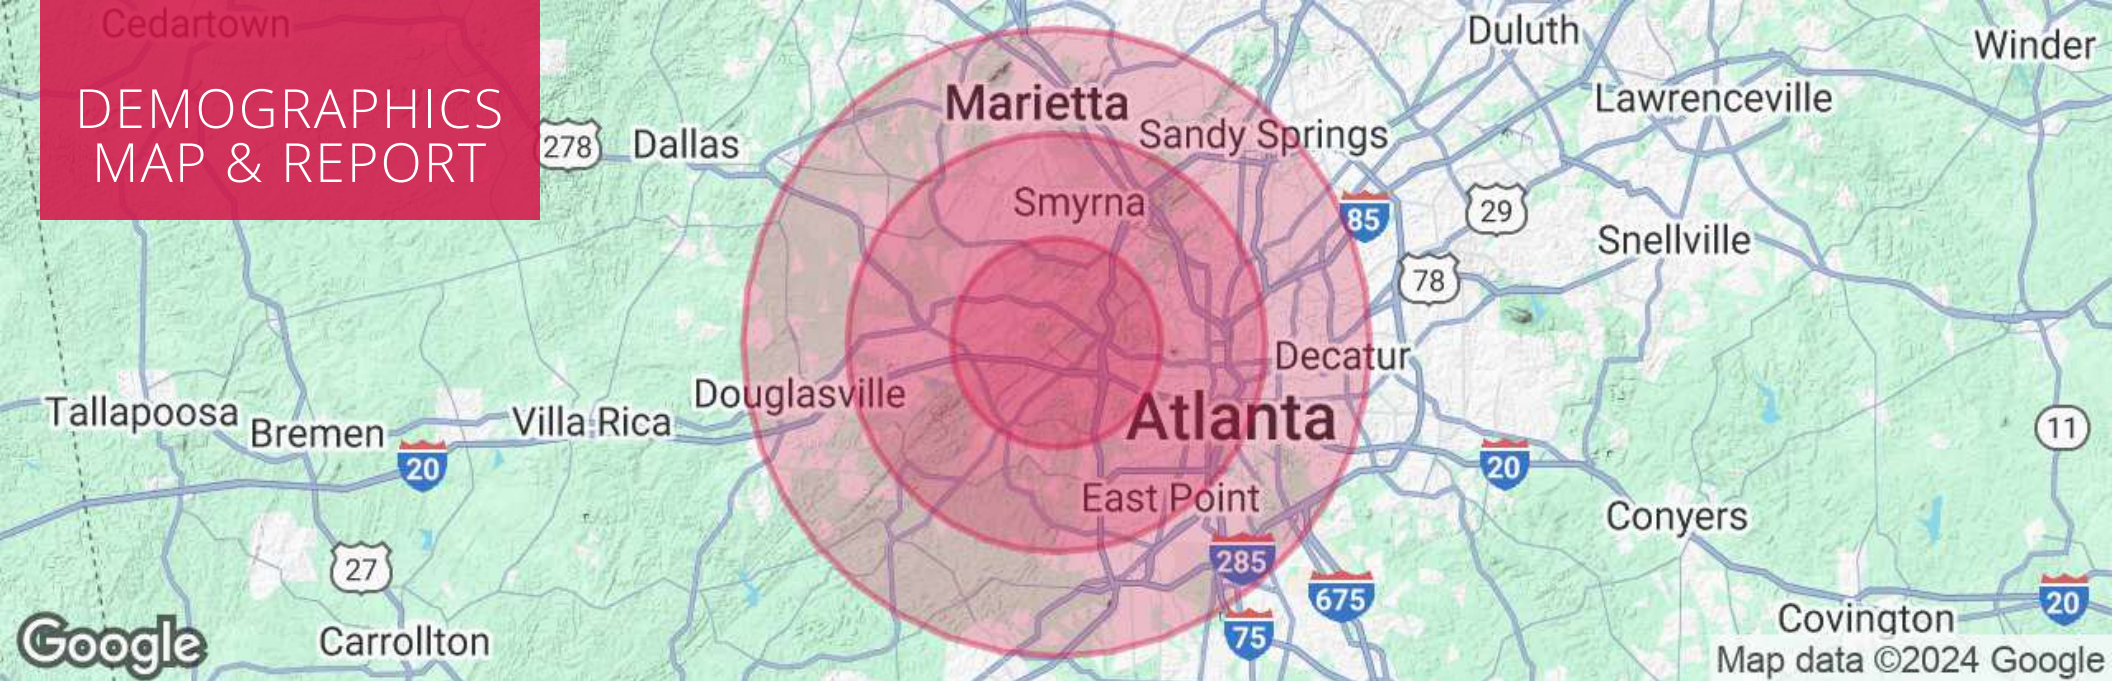 Cedartown
DEMOGRAPHICS
MAP & REPORT
278
Dallas
Marietta
Sandy Springs
Smyrna
Duluth
Winder
Lawrenceville
85
29
Snellville
78
Decatur
Douglasville
Tallapoosa
Bremen
Villa Rica
20
Atlanta
East Point
20
11
Conyers
27
285
675
75
20
Covington
Carrollton
Google
Map data ©2024 Google